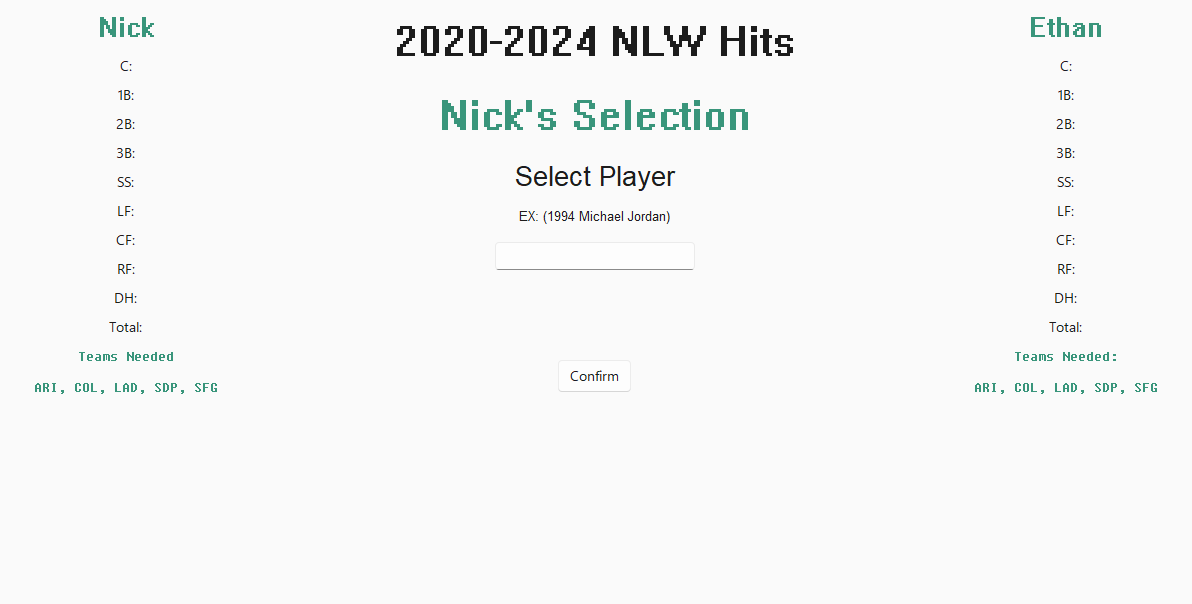 Nick
C:
1B:
2B:
3B:
SS:
LF:
CF:
RF:
DH:
Total:
Teams Needed
ARI, COL, LAD, SDP, SFG
2020-2024 NLW Hits
Nick's Selection
Select Player
EX: (1994 Michael Jordan)
Confirm
Ethan
C:
1B:
2B:
3B:
SS:
LF:
CF:
RF:
DH:
Total:
Teams Needed:
ARI, COL, LAD, SDP, SFG